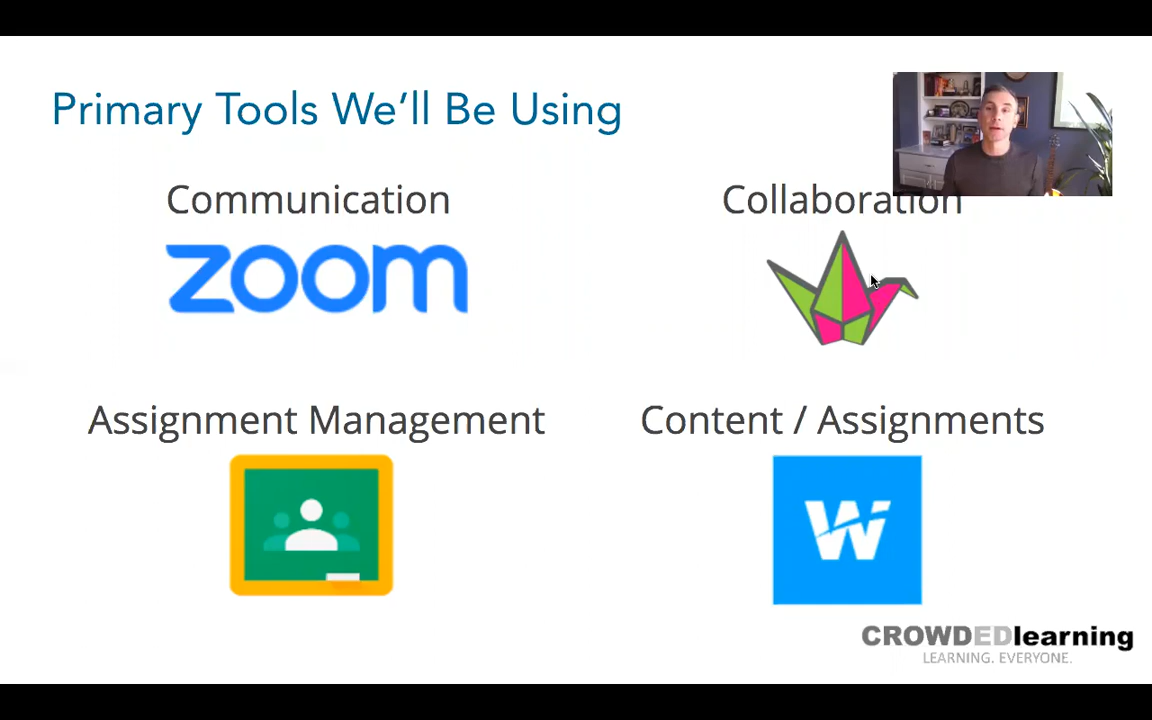 Primary Tools We'll Be Using
Communication
Collaboration
zoom
Assignment Management
Content / Assignments
W
CROWDEDlearning
LEARNING. EVERYONE.